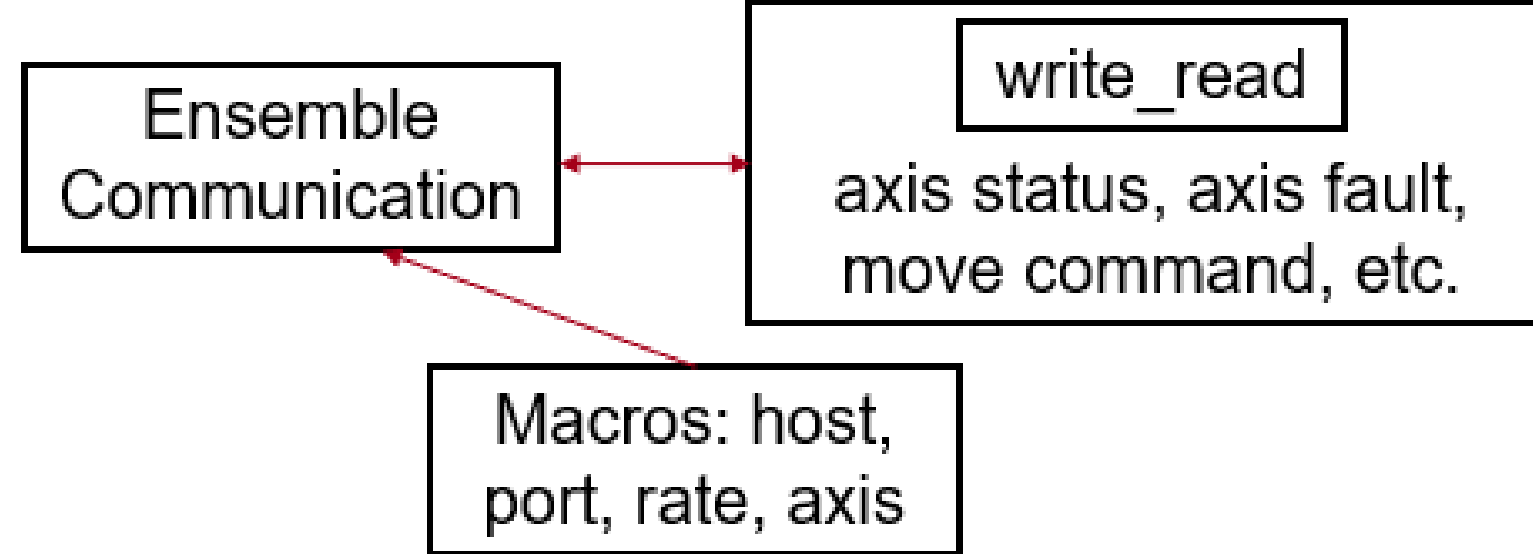 Ensemble
Communication
write_read
axis status, axis fault,
move command, etc.
Macros: host,
port, rate, axis